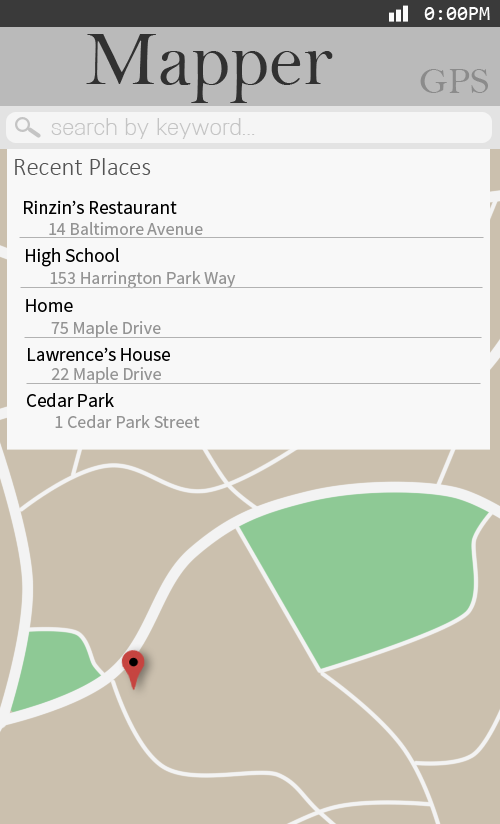 0:00PM
Mapper
GPS
search by keyword...
Recent Places
Rinzin’s Restaurant
14 Baltimore Avenue
High School
153 Harrington Park Way
Home
75 Maple Drive
Lawrence’s House
22 Maple Drive
Cedar Park
1 Cedar Park Street